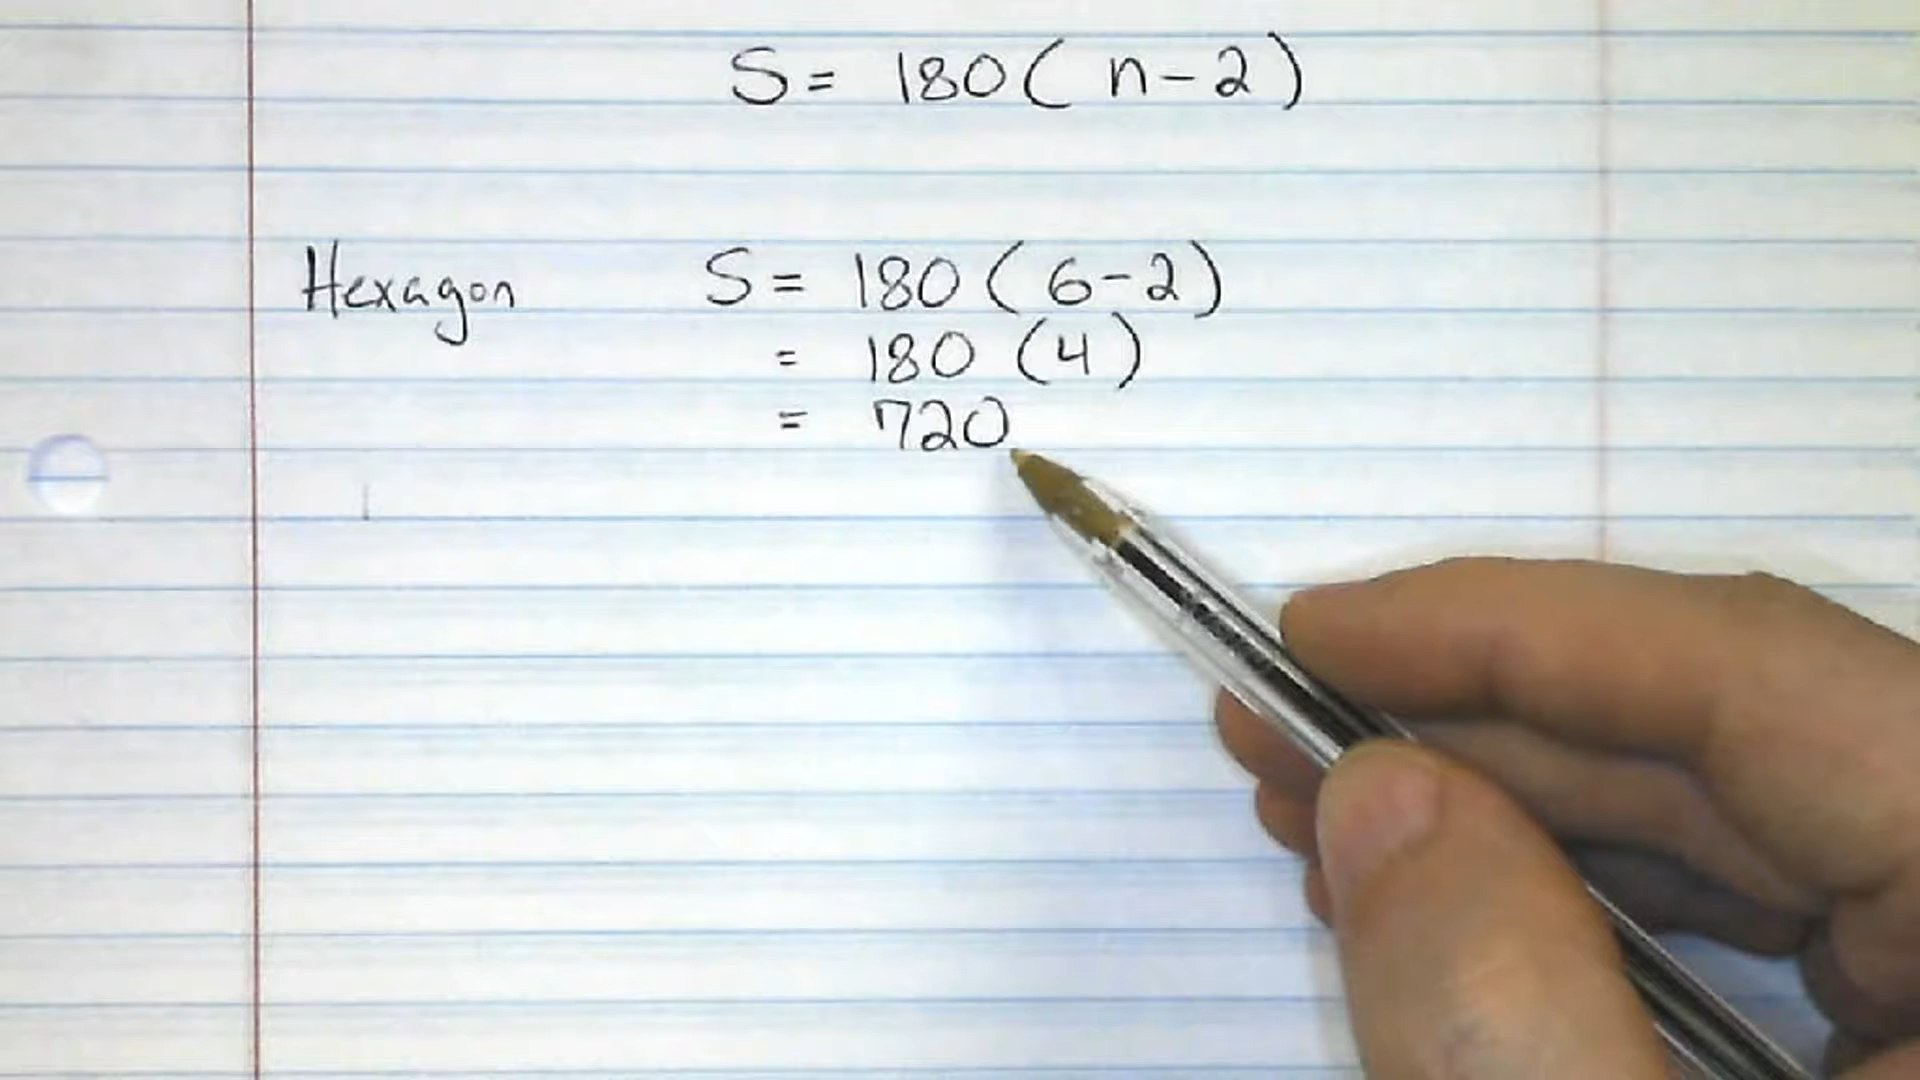 S = 180 ( n - 2 )
Hexagon S = 180 ( 6 - 2 )
= 180 ( 4 )
= 720